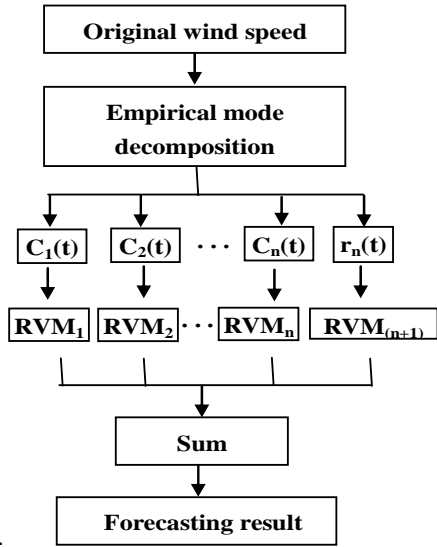 Original wind speed
Empirical mode
decomposition
C₁(t) C₂(t) ··· Cₙ(t) rₙ(t)
RVM₁ RVM₂ ··· RVMₙ RVM₍ₙ₊₁₎
Sum
Forecasting result